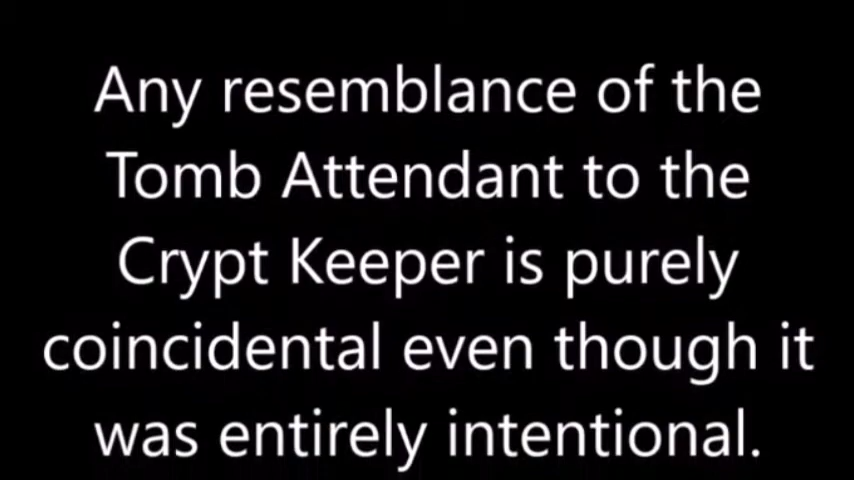 Any resemblance of the
Tomb Attendant to the
Crypt Keeper is purely
coincidental even though it
was entirely intentional.